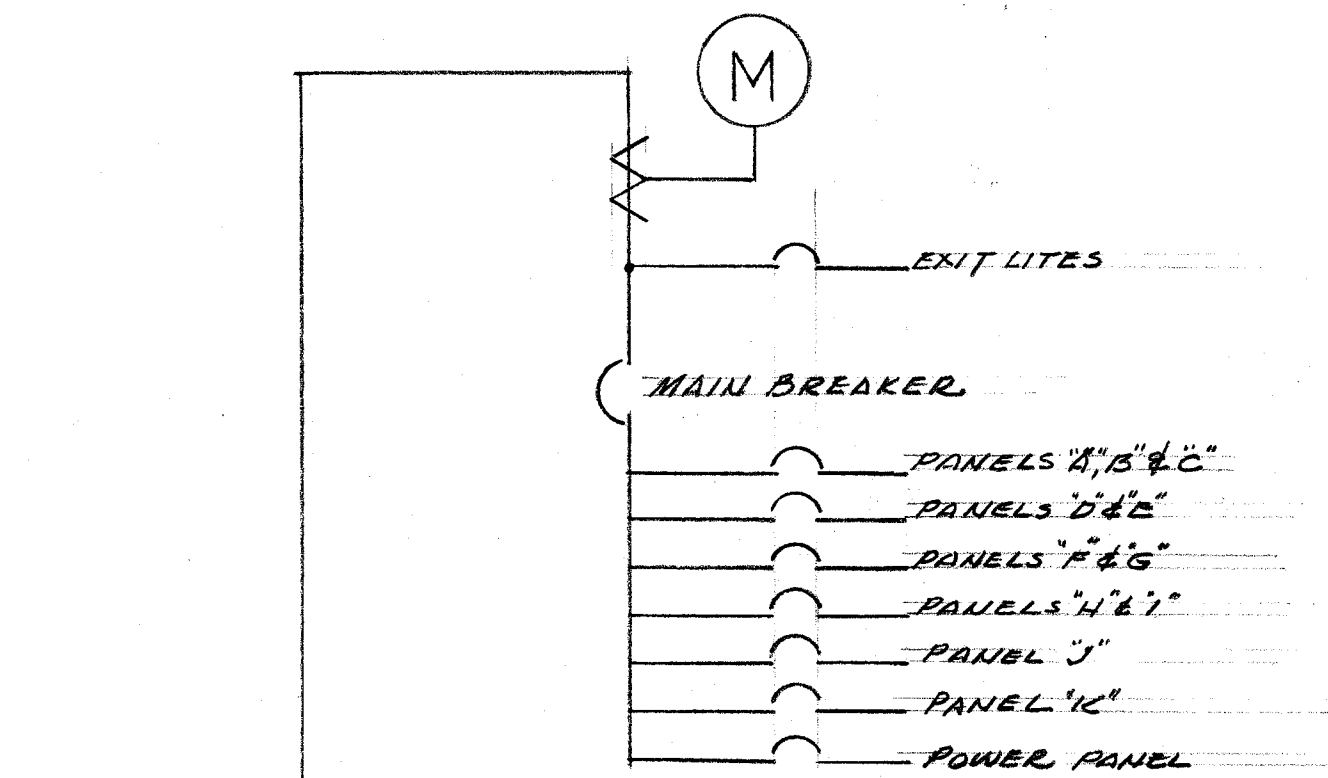 M
EXIT LITES
MAIN BREAKER
PANELS "A", "B" & "C"
PANELS "D" & "E"
PANELS "F" & "G"
PANELS "H" & "I"
PANEL "J"
PANEL "K"
POWER PANEL